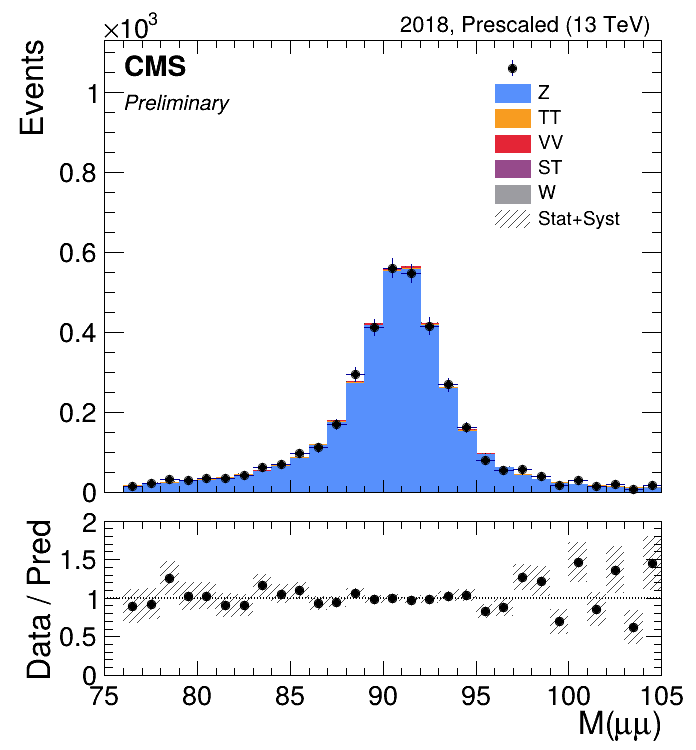 ×10³
2018, Prescaled (13 TeV)
Events
CMS
Preliminary
Z
TT
VV
ST
W
Stat+Syst
1
0.8
0.6
0.4
0.2
0
Data / Pred
2
1.5
1
0.5
0
75 80 85 90 95 100 105
M(μμ)